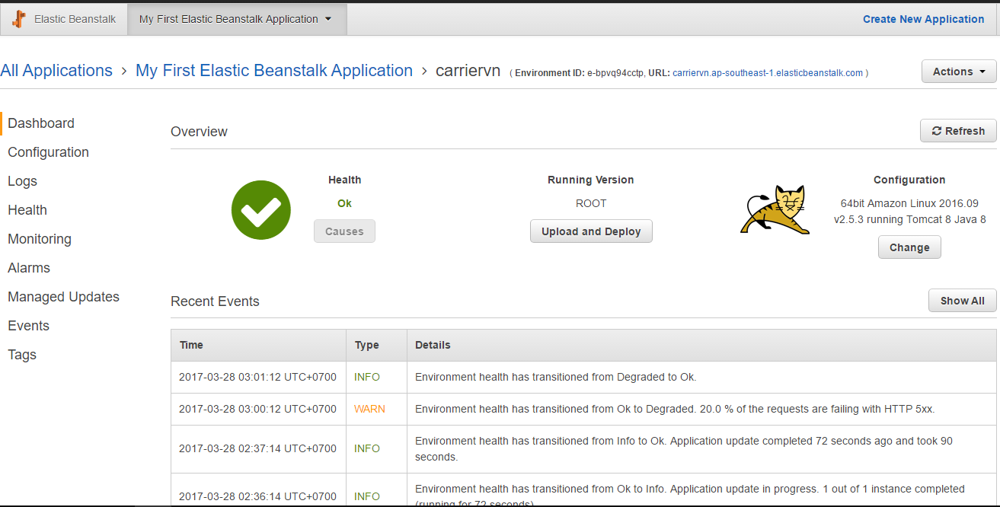 Elastic Beanstalk My First Elastic Beanstalk Application Create New Application
All Applications > My First Elastic Beanstalk Application > carriervn ( Environment ID: e-bpvq94cctp, URL: carriervn.ap-southeast-1.elasticbeanstalk.com ) Actions
Dashboard
Configuration
Logs
Health
Monitoring
Alarms
Managed Updates
Events
Tags
Overview Refresh
Health
Ok
Causes
Running Version
ROOT
Upload and Deploy
Configuration
64bit Amazon Linux 2016.09
v2.5.3 running Tomcat 8 Java 8
Change
Recent Events Show All
Time Type Details
2017-03-28 03:01:12 UTC+0700 INFO Environment health has transitioned from Degraded to Ok.
2017-03-28 03:00:12 UTC+0700 WARN Environment health has transitioned from Ok to Degraded. 20.0 % of the requests are failing with HTTP 5xx.
2017-03-28 02:37:14 UTC+0700 INFO Environment health has transitioned from Info to Ok. Application update completed 72 seconds ago and took 90
seconds.
2017-03-28 02:36:14 UTC+0700 INFO Environment health has transitioned from Ok to Info. Application update in progress. 1 out of 1 instance completed
(running for 72 seconds)